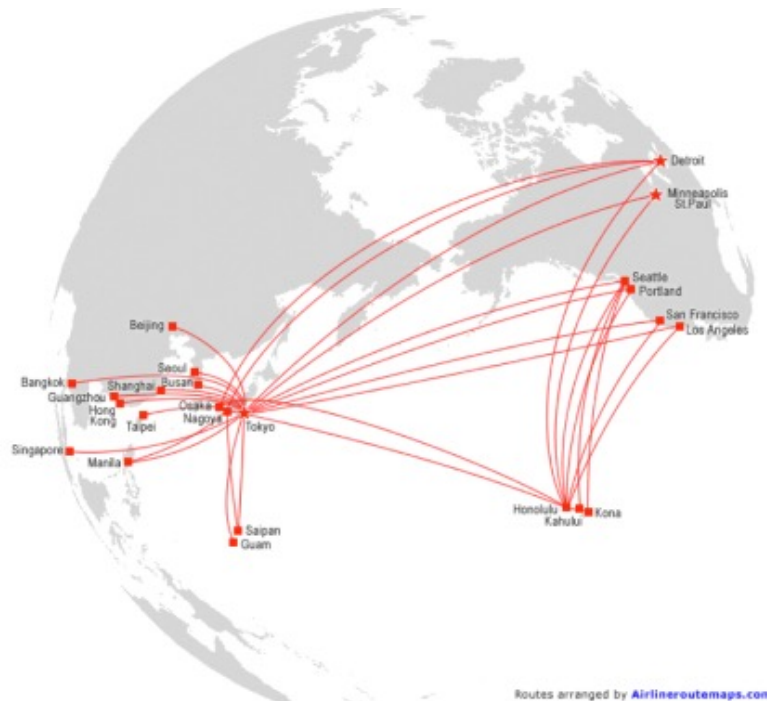 Detroit
Minneapolis
St.Paul
Seattle
Portland
San Francisco
Los Angeles
Beijing
Seoul
Bangkok
Shanghai
Busan
Guangzhou
Hong
Kong
Osaka
Nagoya
Taipei
Tokyo
Singapore
Manila
Honolulu
Kahului
Kona
Saipan
Guam
Routes arranged by Airlineroutemaps.com